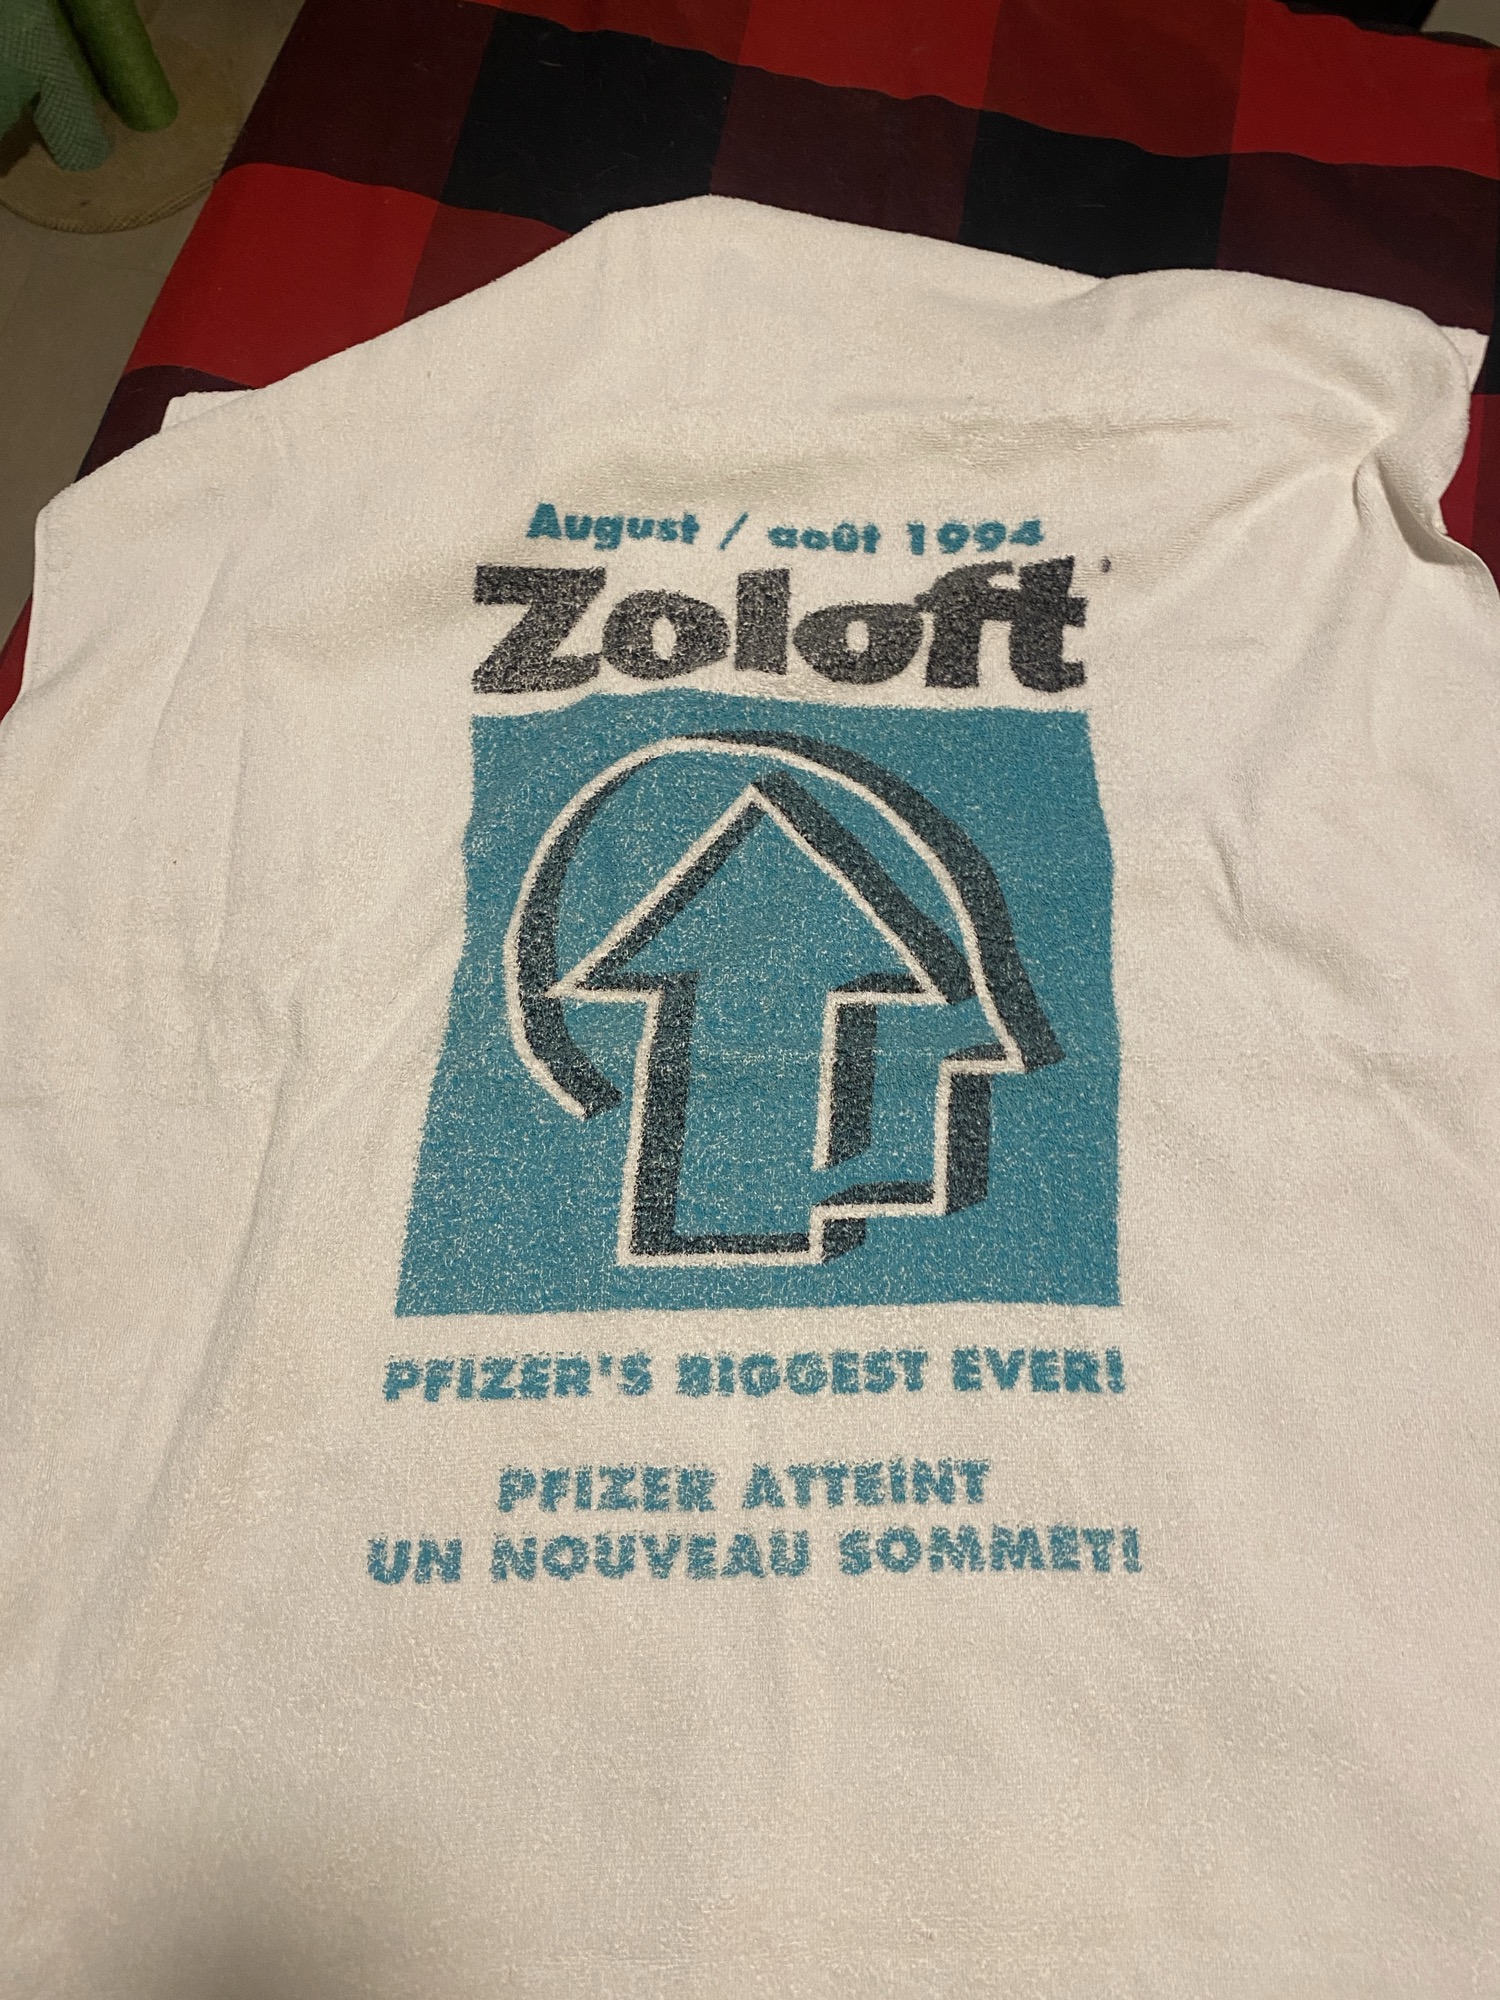 August / août 1994
Zoloft
PFIZER'S BIGGEST EVER!
PFIZER ATTEINT
UN NOUVEAU SOMMET!